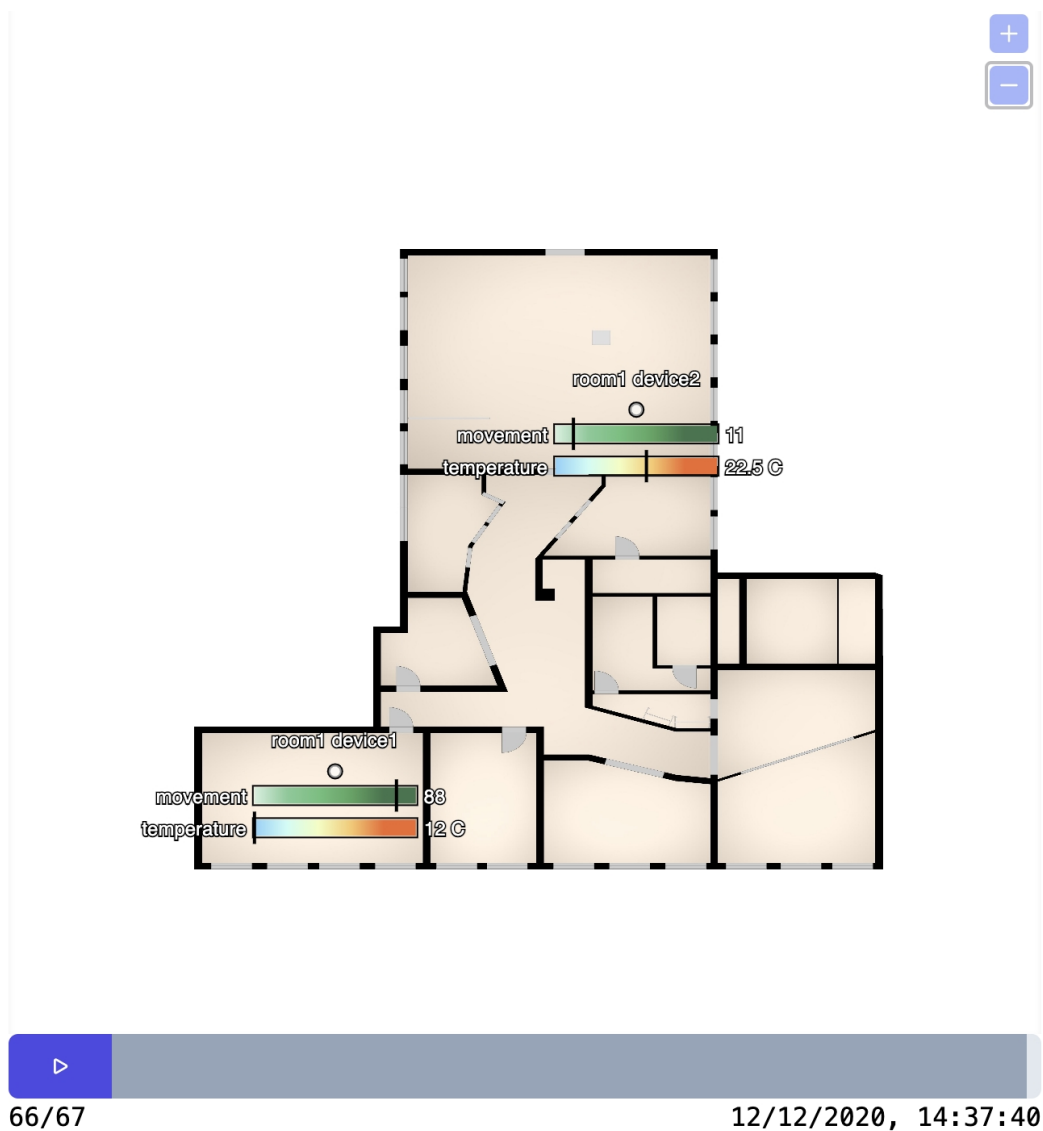 room1 device2
movement 11
temperature 22.5 C
room1 device1
movement 88
temperature 12 C
66/67 12/12/2020, 14:37:40